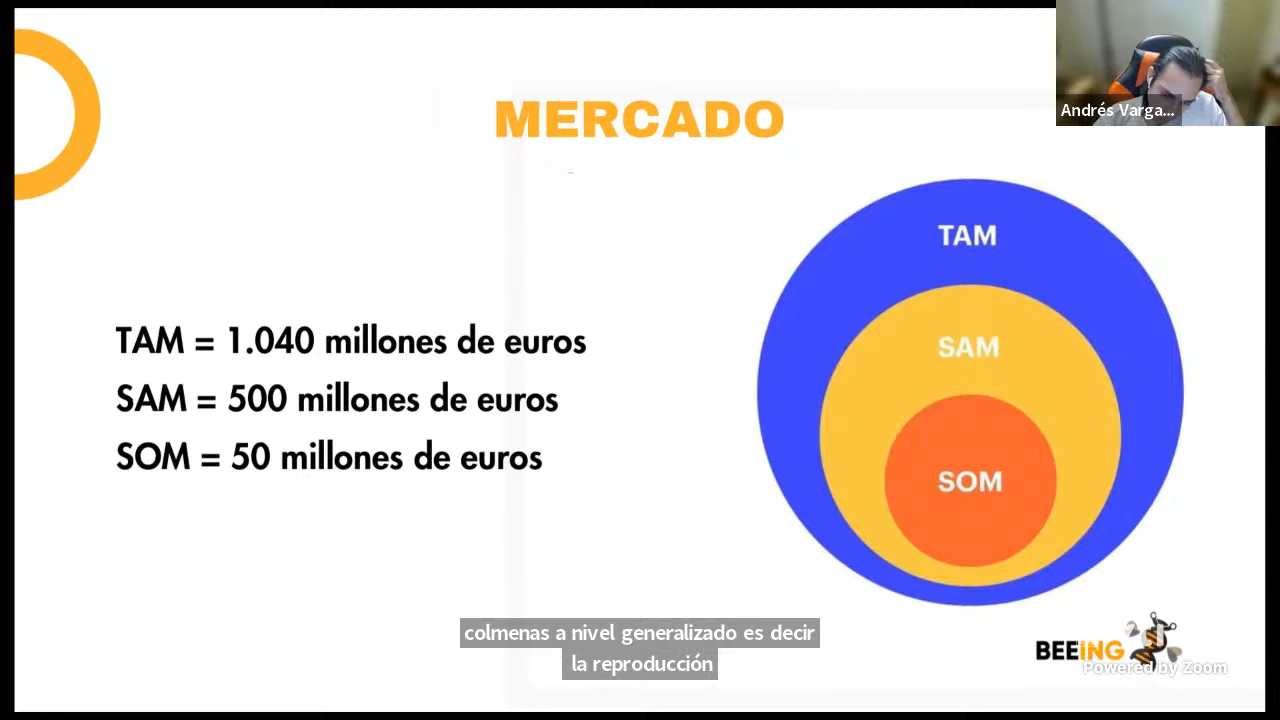 MERCADO
Andrés Varga...
TAM = 1.040 millones de euros
SAM = 500 millones de euros
SOM = 50 millones de euros
TAM
SAM
SOM
colmenas a nivel generalizado es decir
la reproducción
BEEING
Powered by Zoom